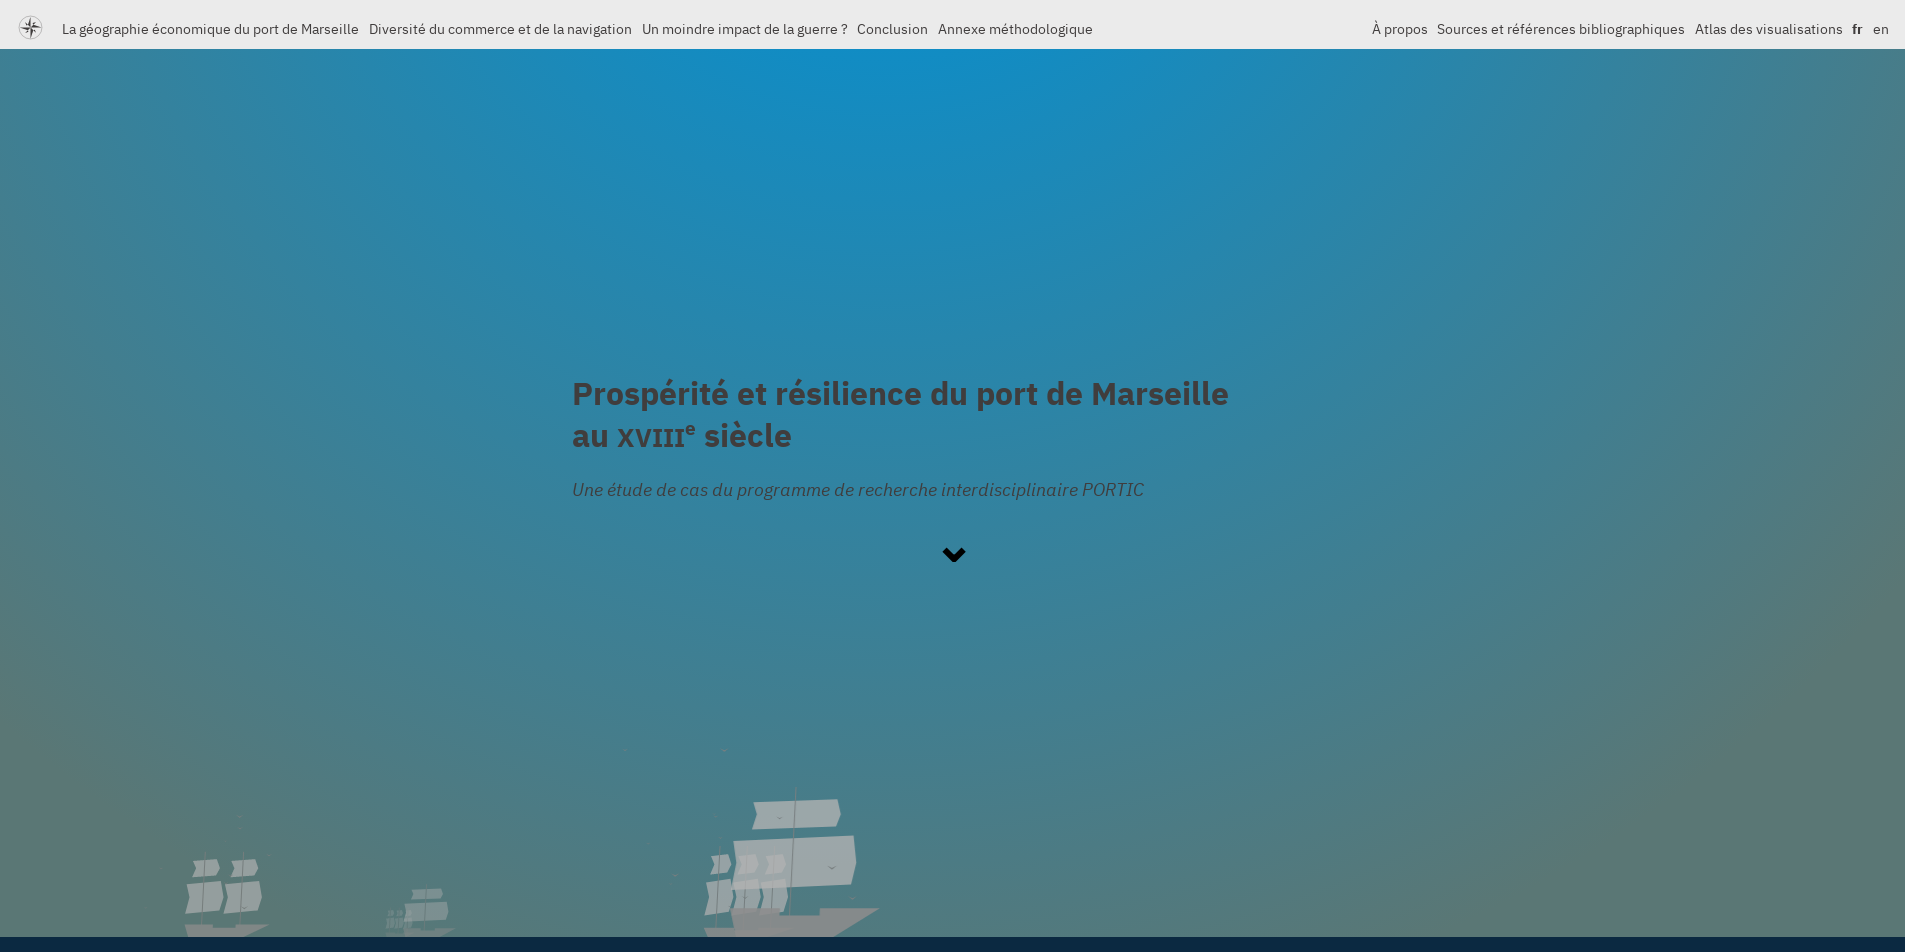 La géographie économique du port de Marseille Diversité du commerce et de la navigation Un moindre impact de la guerre ? Conclusion Annexe méthodologique À propos Sources et références bibliographiques Atlas des visualisations fr en
Prospérité et résilience du port de Marseille
au XVIIIe siècle
Une étude de cas du programme de recherche interdisciplinaire PORTIC